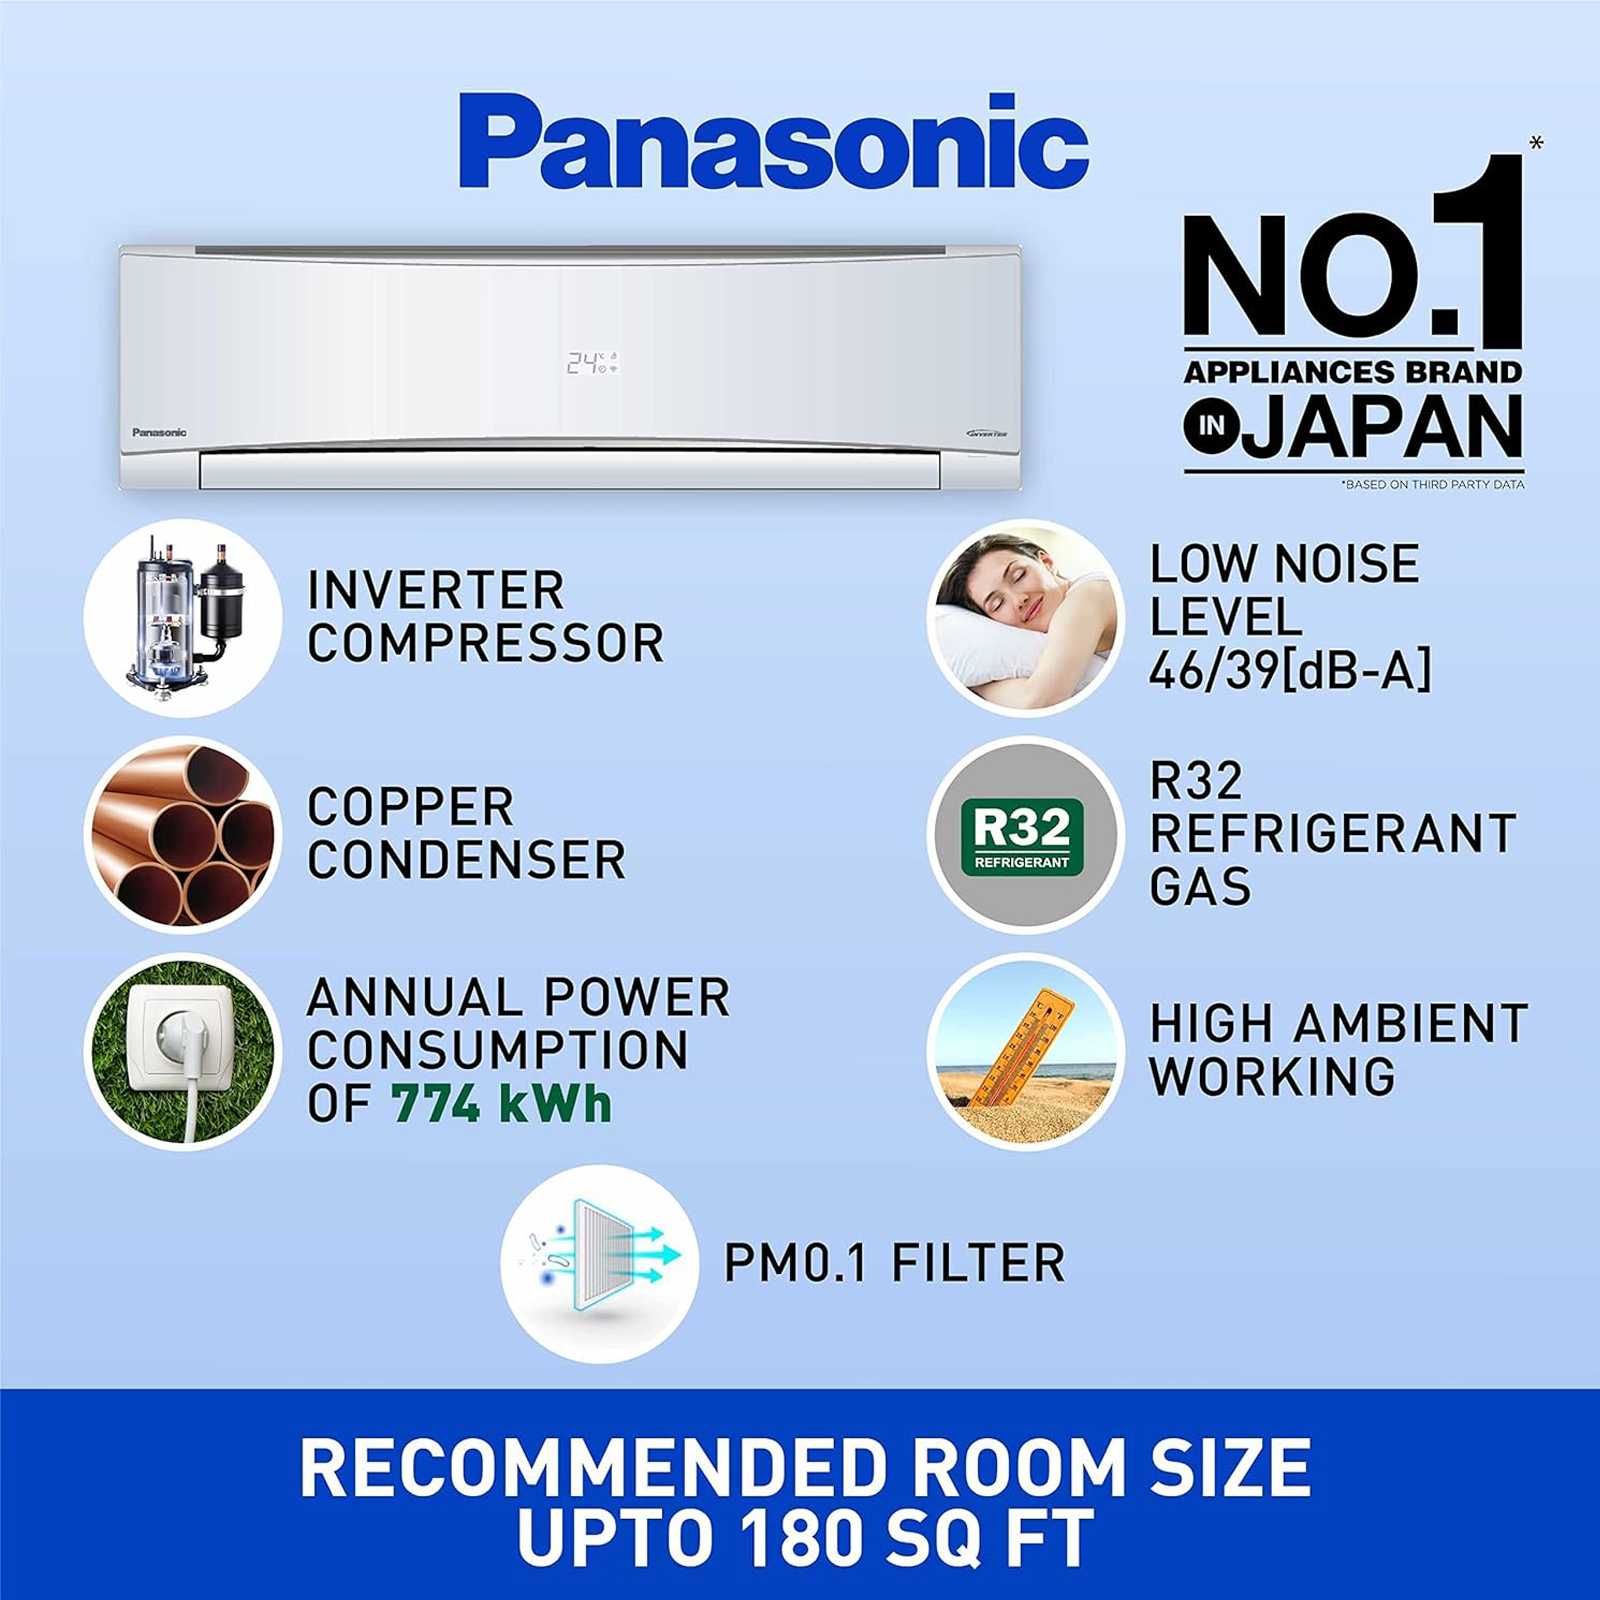 Panasonic
NO.1*
APPLIANCES BRAND
IN JAPAN
*BASED ON THIRD PARTY DATA
24°C
Panasonic
INVERTER
INVERTER
COMPRESSOR
LOW NOISE
LEVEL
46/39[dB-A]
COPPER
CONDENSER
R32
REFRIGERANT
R32
REFRIGERANT
GAS
ANNUAL POWER
CONSUMPTION
OF 774 kWh
°C °F
HIGH AMBIENT
WORKING
PM0.1 FILTER
RECOMMENDED ROOM SIZE
UPTO 180 SQ FT